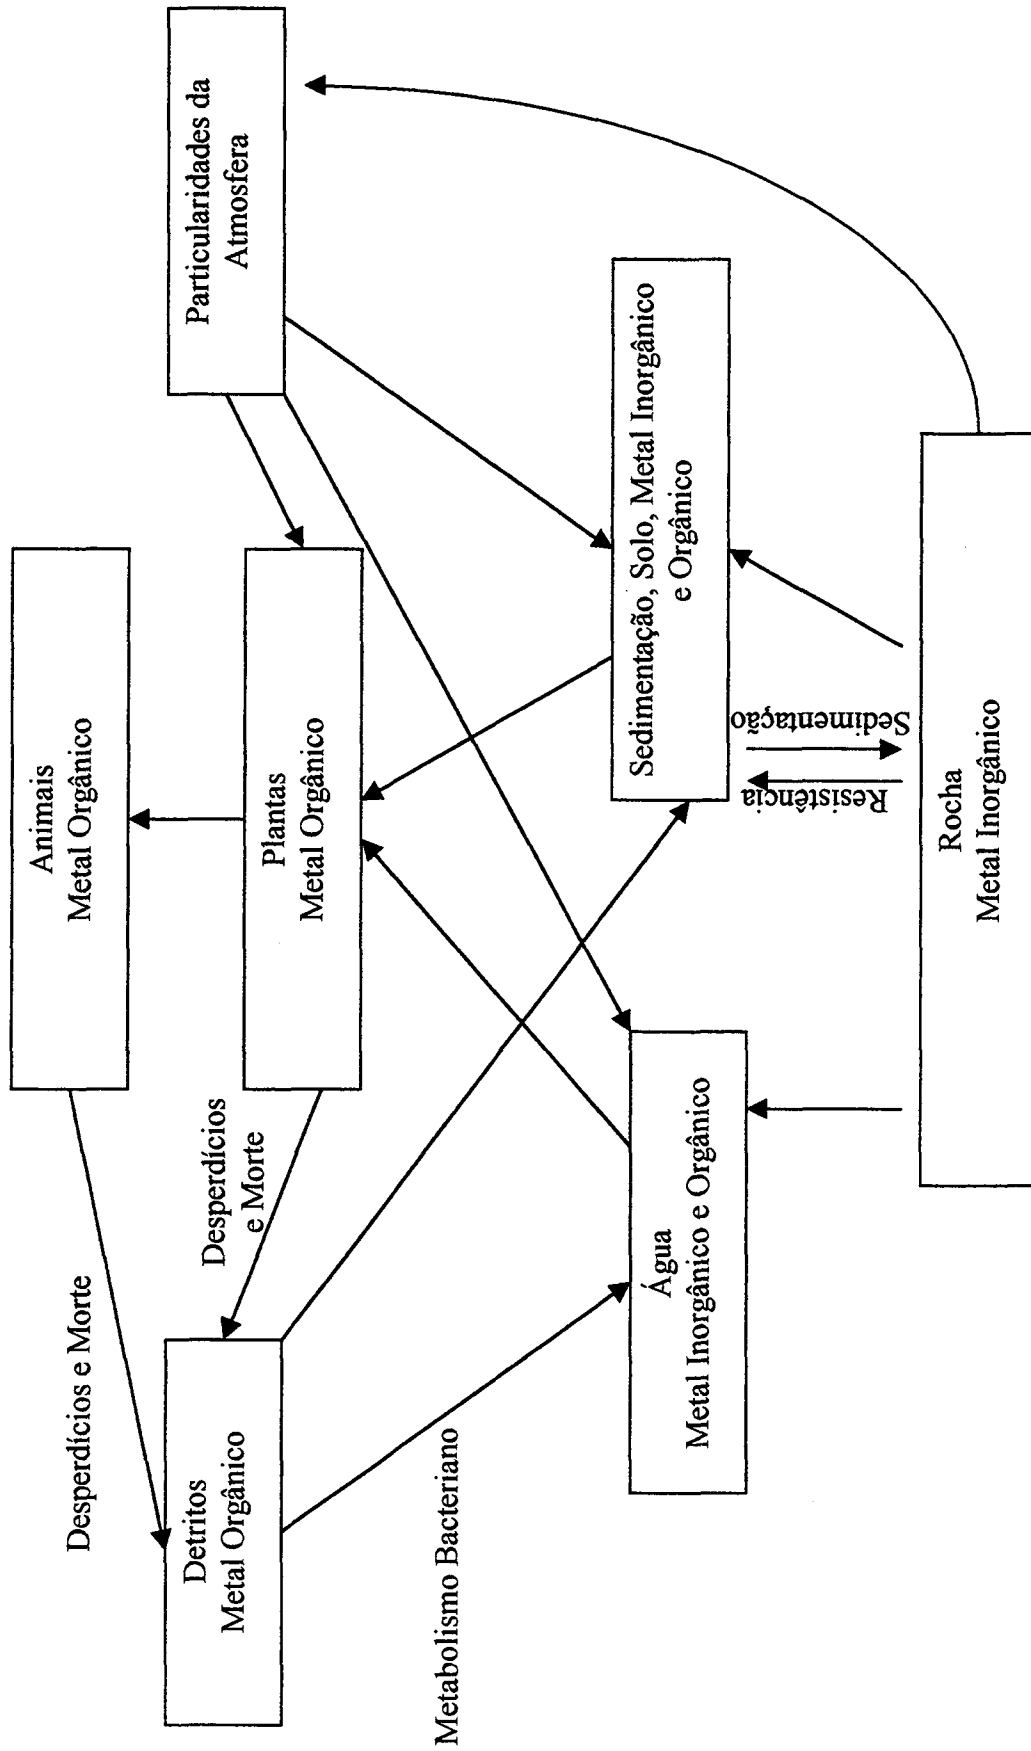 Animais
Metal Orgânico
Desperdícios e Morte
Detritos
Metal Orgânico
Desperdícios
e Morte
Plantas
Metal Orgânico
Particularidades da
Atmosfera
Metabolismo Bacteriano
Água
Metal Inorgânico e Orgânico
Sedimentação, Solo, Metal Inorgânico
e Orgânico
Resistência
Sedimentação
Rocha
Metal Inorgânico